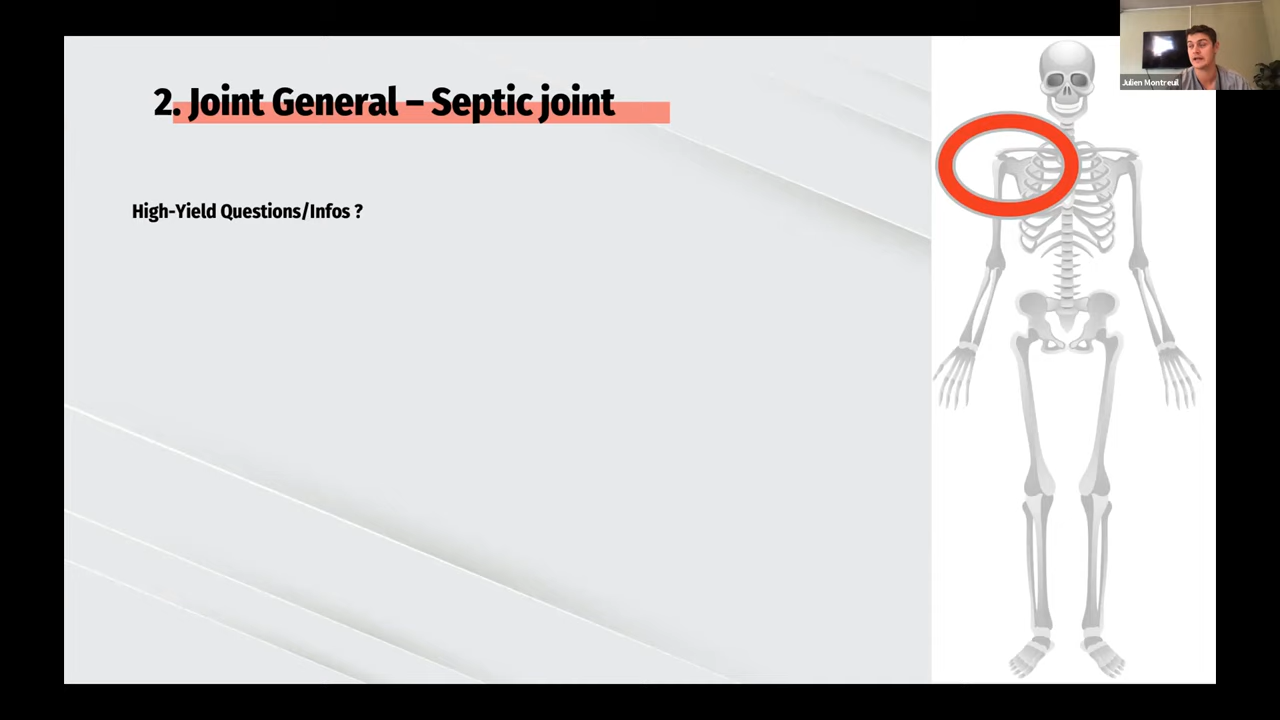 2. Joint General – Septic joint
High-Yield Questions/Infos ?
Julien Montreuil